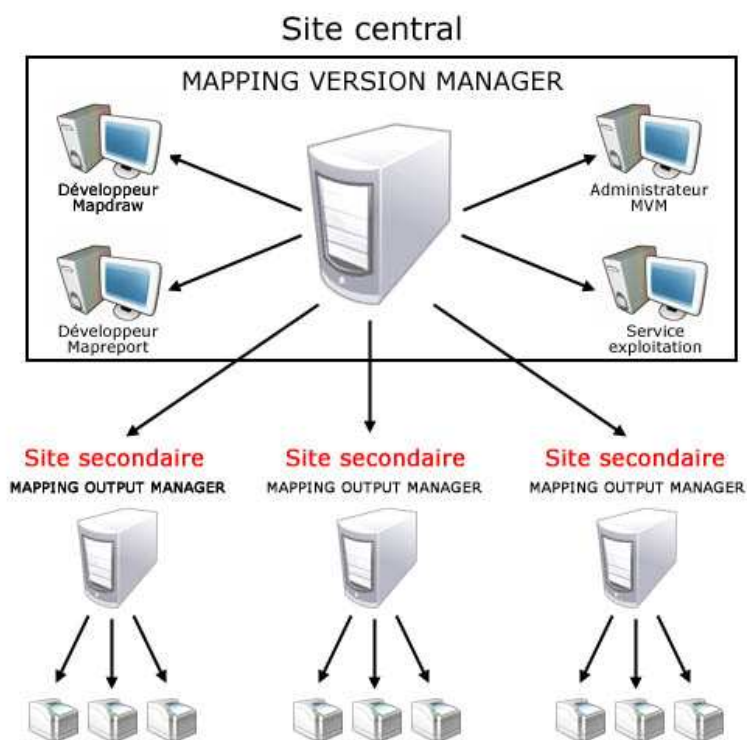 Site central
MAPPING VERSION MANAGER
Développeur
Mapdraw
Administrateur
MVM
Développeur
Mapreport
Service
exploitation
Site secondaire
MAPPING OUTPUT MANAGER
Site secondaire
MAPPING OUTPUT MANAGER
Site secondaire
MAPPING OUTPUT MANAGER